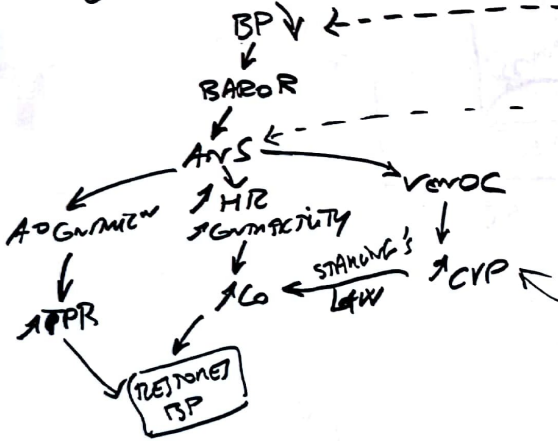 BP ↘
BAROR
ANS
VENOC
↗HR
↗CONTRACTILITY
↗CVP
STARLING'S
LAW
↗CO
↗TPR
RESTORES
BP